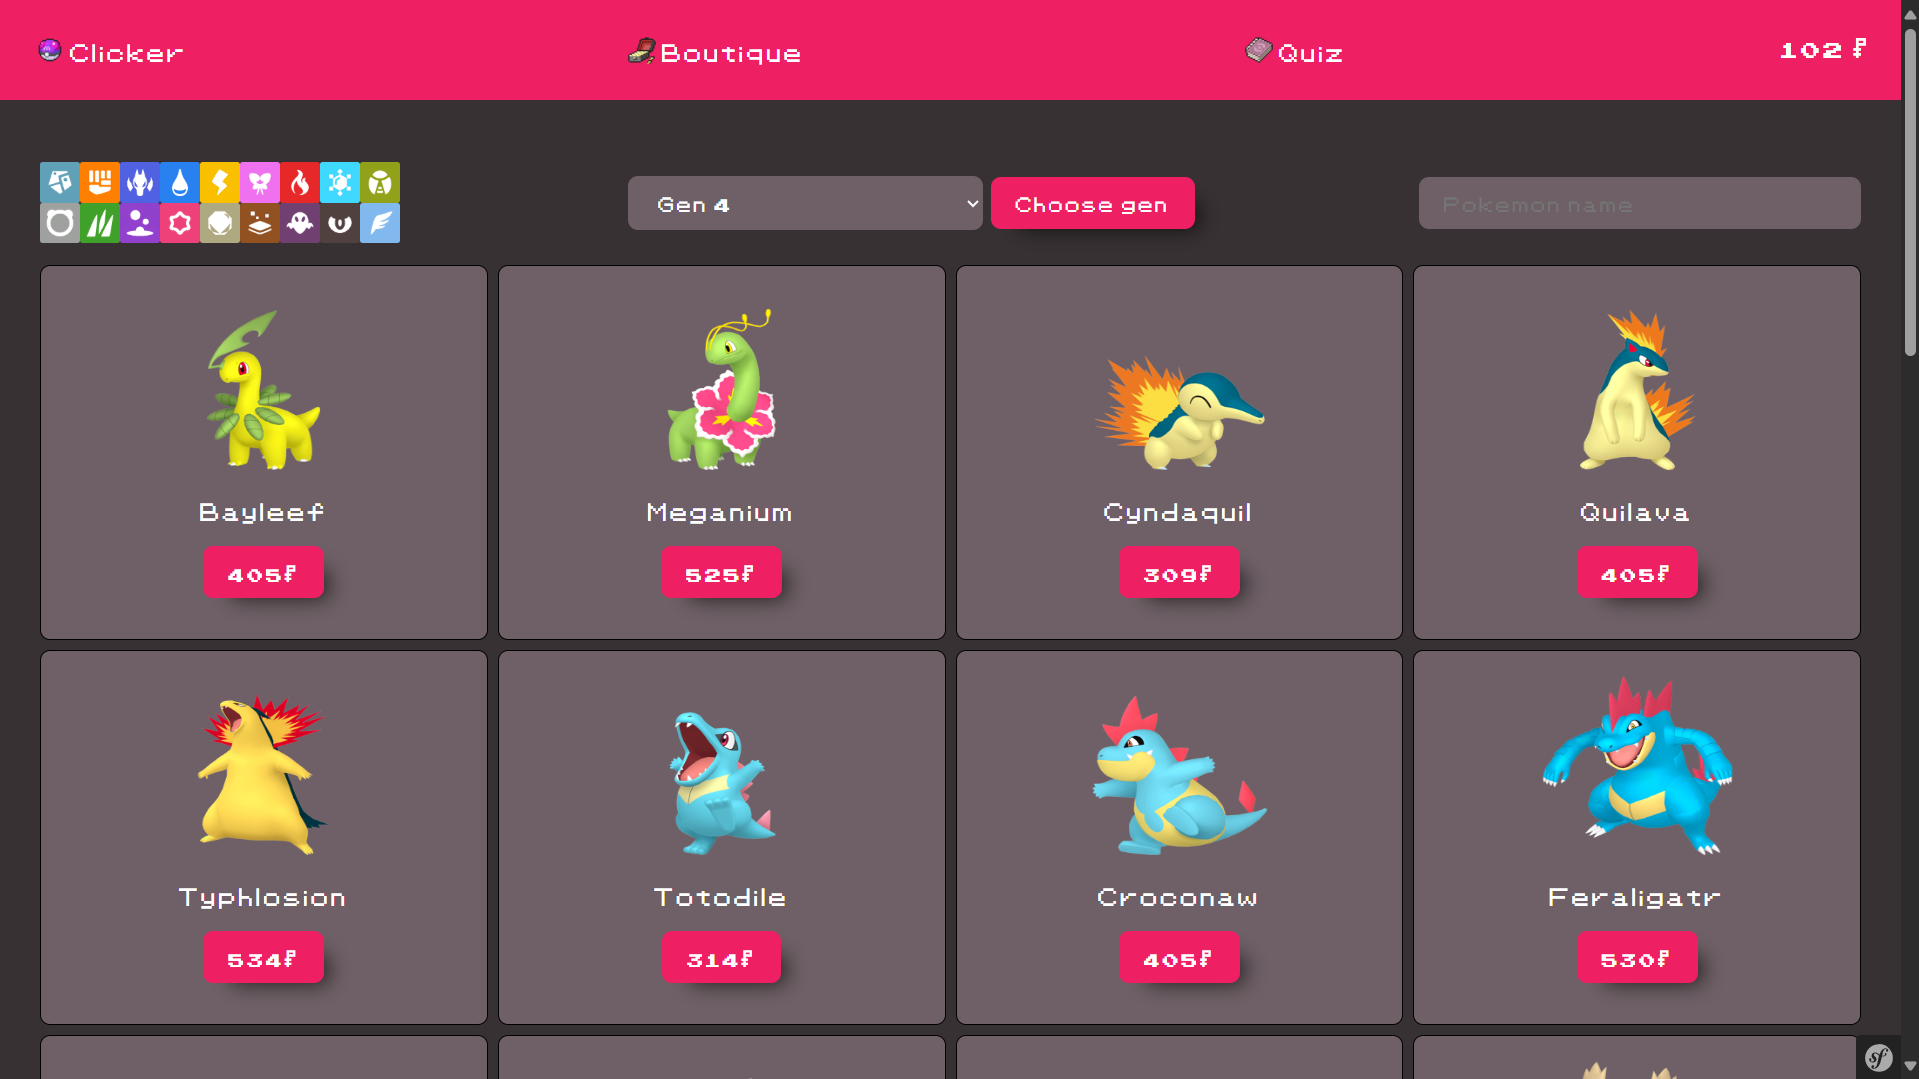 Clicker
Boutique
Quiz
102 ₽
Gen 4
Choose gen
Pokemon name
Bayleef
Meganium
Cyndaquil
Quilava
405₽
525₽
309₽
405₽
Typhlosion
Totodile
Croconaw
Feraligatr
534₽
314₽
405₽
530₽
sf